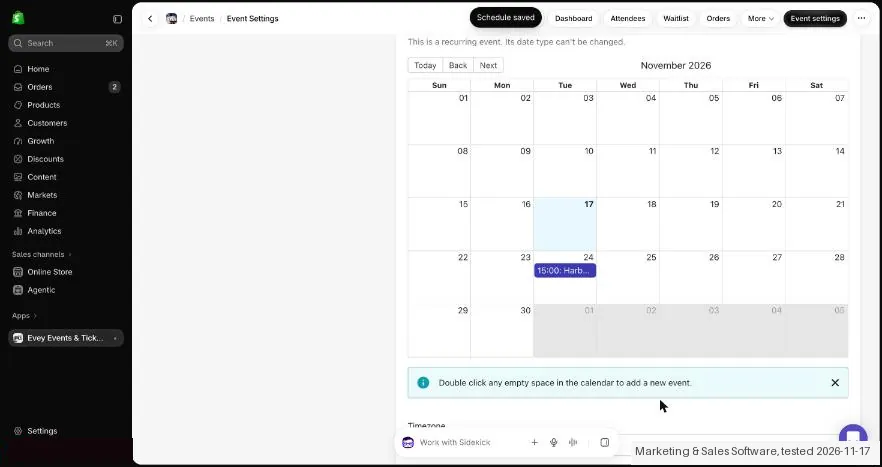 Search
⌘K
Home
Orders
2
Products
Customers
Growth
Discounts
Content
Markets
Finance
Analytics
Sales channels
Online Store
Agentic
Apps
Evey Events & Tick...
Settings
Events
Event Settings
Schedule saved
Dashboard
Attendees
Waitlist
Orders
More
Event settings
This is a recurring event. Its date type can't be changed.
Today Back Next
November 2026
Sun Mon Tue Wed Thu Fri Sat
01 02 03 04 05 06 07
08 09 10 11 12 13 14
15 16 17 18 19 20 21
22 23 24 25 26 27 28
15:00: Harb...
29 30 01 02 03 04 05
Double click any empty space in the calendar to add a new event.
Timezone
Work with Sidekick
Marketing & Sales Software, tested 2026-11-17